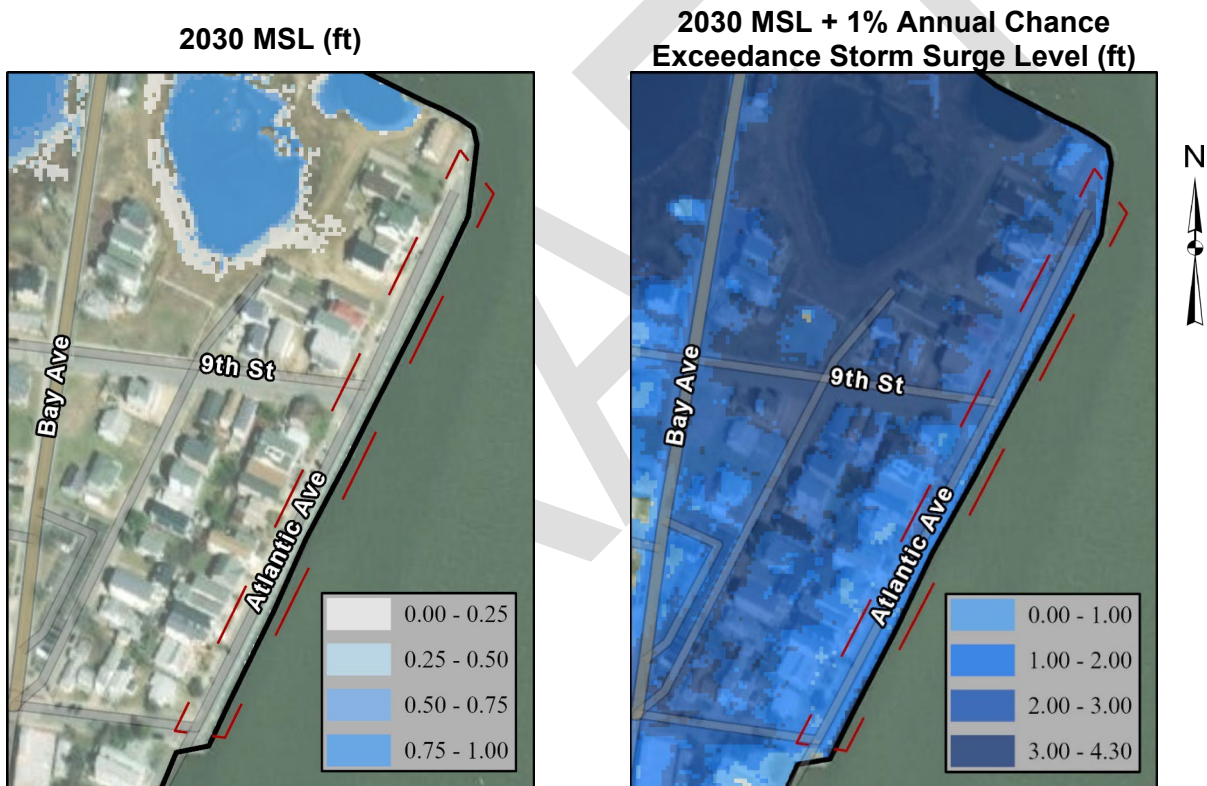 2030 MSL (ft)
2030 MSL + 1% Annual Chance
Exceedance Storm Surge Level (ft)
Bay Ave
9th St
Atlantic Ave
0.00 - 0.25
0.25 - 0.50
0.50 - 0.75
0.75 - 1.00
Bay Ave
9th St
Atlantic Ave
0.00 - 1.00
1.00 - 2.00
2.00 - 3.00
3.00 - 4.30
N